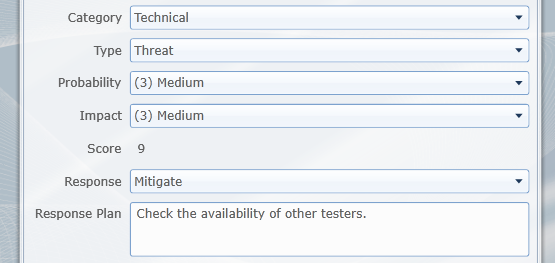 Category Technical
Type Threat
Probability (3) Medium
Impact (3) Medium
Score 9
Response Mitigate
Response Plan Check the availability of other testers.